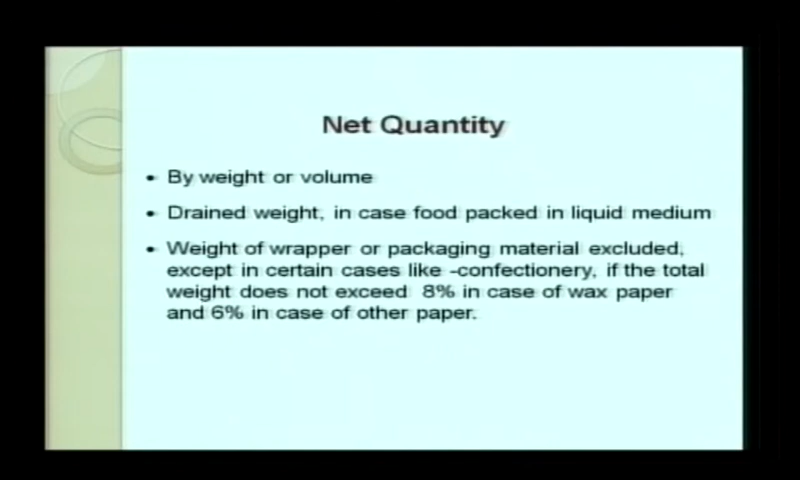 Net Quantity
• By weight or volume
• Drained weight, in case food packed in liquid medium
• Weight of wrapper or packaging material excluded,
except in certain cases like -confectionery, if the total
weight does not exceed 8% in case of wax paper
and 6% in case of other paper.